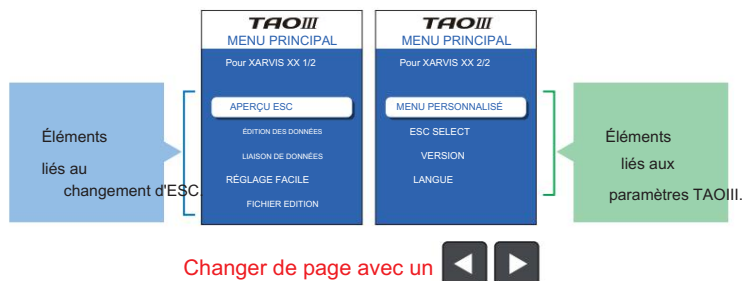 TAOIII
MENU PRINCIPAL
Pour XARVIS XX 1/2
APERÇU ESC
ÉDITION DES DONNÉES
LIAISON DE DONNÉES
RÉGLAGE FACILE
FICHIER EDITION
TAOIII
MENU PRINCIPAL
Pour XARVIS XX 2/2
MENU PERSONNALISÉ
ESC SELECT
VERSION
LANGUE
Éléments
liés au
changement d'ESC.
Éléments
liés aux
paramètres TAOIII.
Changer de page avec un